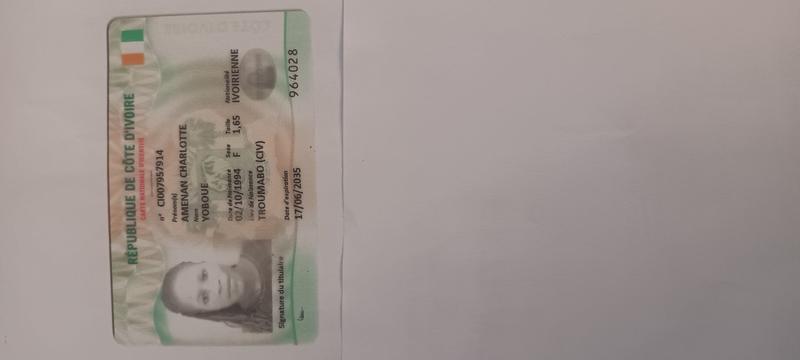 RÉPUBLIQUE DE CÔTE D'IVOIRE
CARTE NATIONALE D'IDENTITÉ
n° CI007957914
Prénom(s)
AMENAN CHARLOTTE
Nom
YOBOUE
Date de Naissance Sexe Taille Nationalité
02/10/1994 F 1,65 IVOIRIENNE
Lieu de Naissance
TROUMABO (CIV)
Date d'expiration
17/06/2035
964028
Signature du titulaire